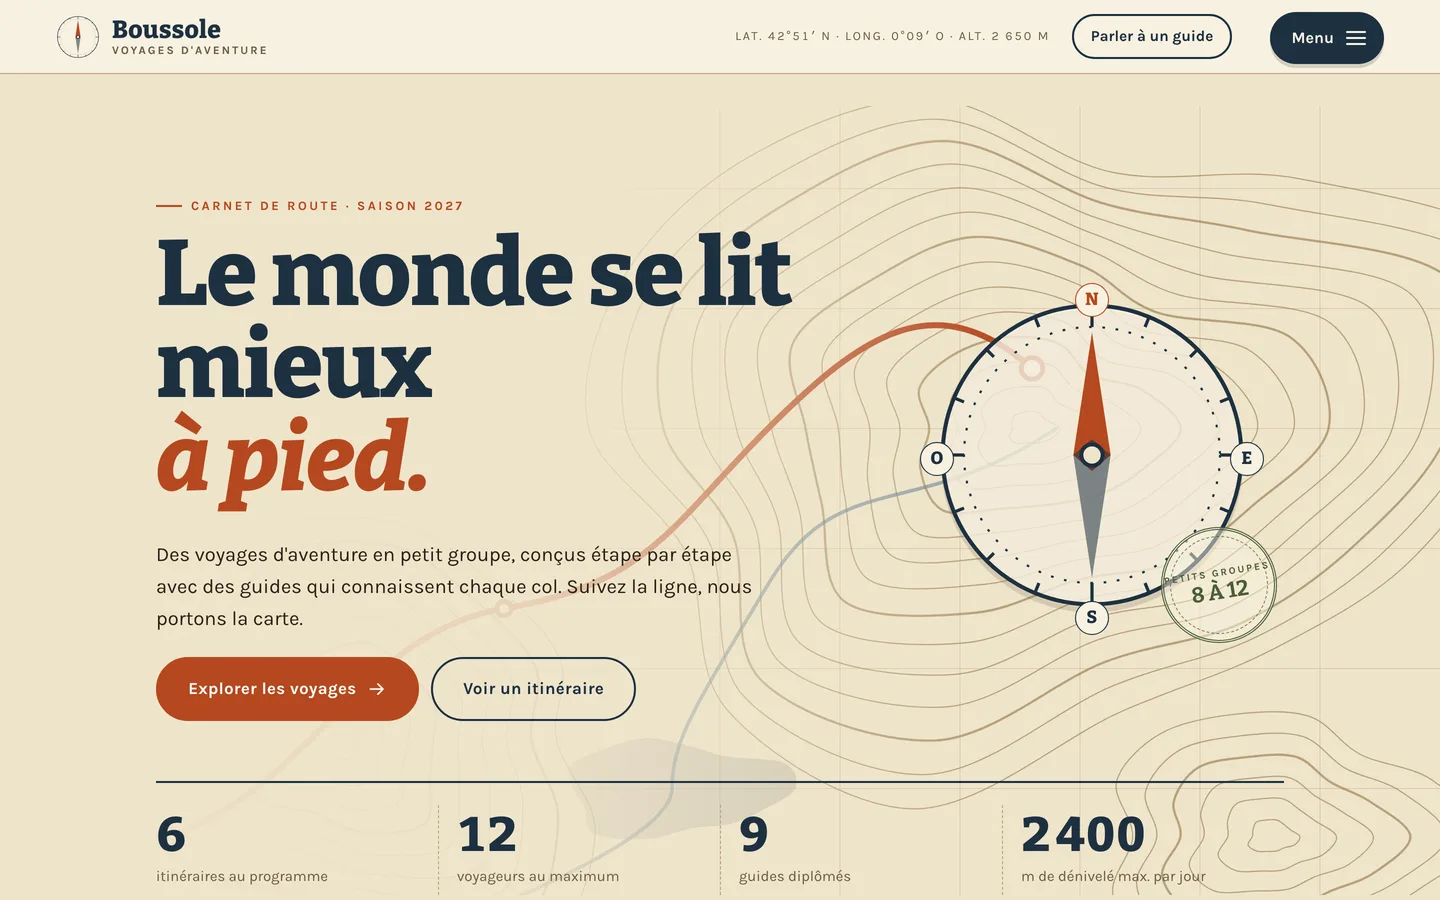 Boussole
VOYAGES D'AVENTURE
LAT. 42°51′ N · LONG. 0°09′ O · ALT. 2 650 M
Parler à un guide
Menu
CARNET DE ROUTE · SAISON 2027
Le monde se lit
mieux
à pied.
Des voyages d'aventure en petit groupe, conçus étape par étape
avec des guides qui connaissent chaque col. Suivez la ligne, nous
portons la carte.
Explorer les voyages
Voir un itinéraire
N
O
E
S
PETITS GROUPES
8 À 12
6
itinéraires au programme
12
voyageurs au maximum
9
guides diplômés
2 400
m de dénivelé max. par jour